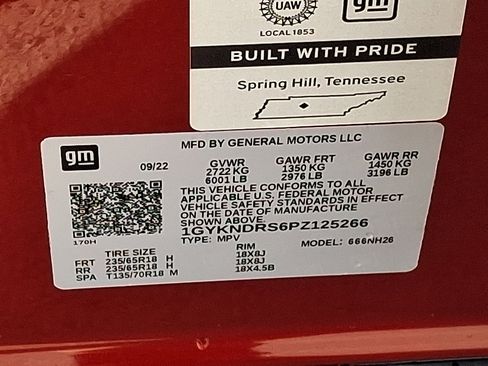 UAW
gm
LOCAL 1853
BUILT WITH PRIDE
Spring Hill, Tennessee
gm
MFD BY GENERAL MOTORS LLC
09/22 GVWR GAWR FRT GAWR RR
2722 KG 1350 KG 1450 KG
6001 LB 2976 LB 3196 LB
THIS VEHICLE CONFORMS TO ALL
APPLICABLE U.S. FEDERAL MOTOR
VEHICLE SAFETY STANDARDS IN EFFECT
ON THE DATE OF MANUFACTURE
SHOWN ABOVE.
1GYKNDRS6PZ125266
TYPE: MPV MODEL: 666NH26
170H
TIRE SIZE RIM
FRT 235/65R18 H 18X8J
RR 235/65R18 H 18X8J
SPA T135/70R18 M 18X4.5B